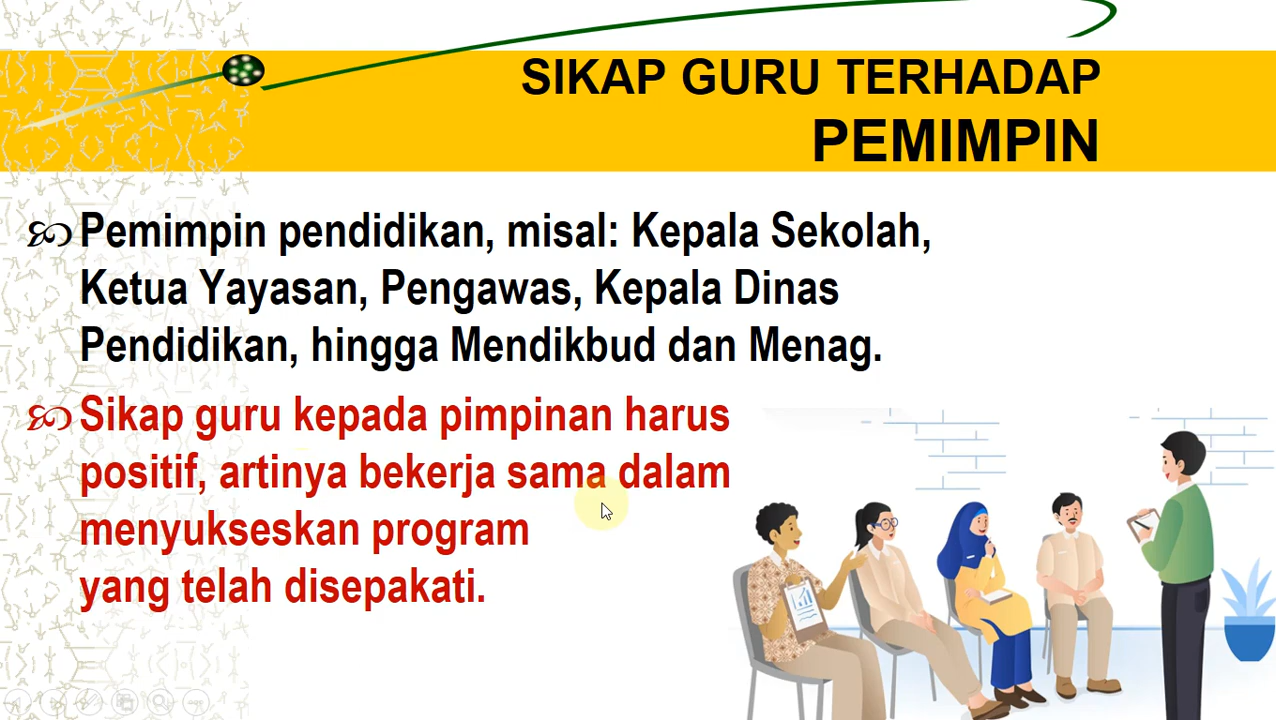 SIKAP GURU TERHADAP
PEMIMPIN
Pemimpin pendidikan, misal: Kepala Sekolah,
Ketua Yayasan, Pengawas, Kepala Dinas
Pendidikan, hingga Mendikbud dan Menag.
Sikap guru kepada pimpinan harus
positif, artinya bekerja sama dalam
menyukseskan program
yang telah disepakati.